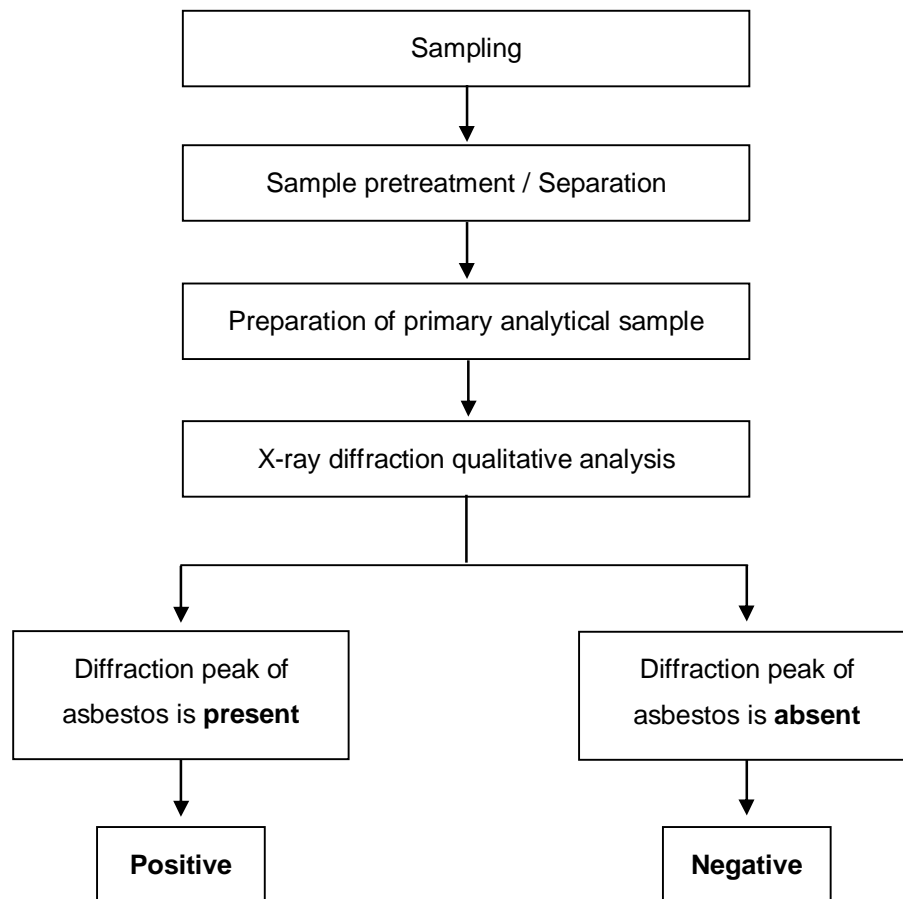 Sampling
Sample pretreatment / Separation
Preparation of primary analytical sample
X-ray diffraction qualitative analysis
Diffraction peak of
asbestos is present
Diffraction peak of
asbestos is absent
Positive
Negative